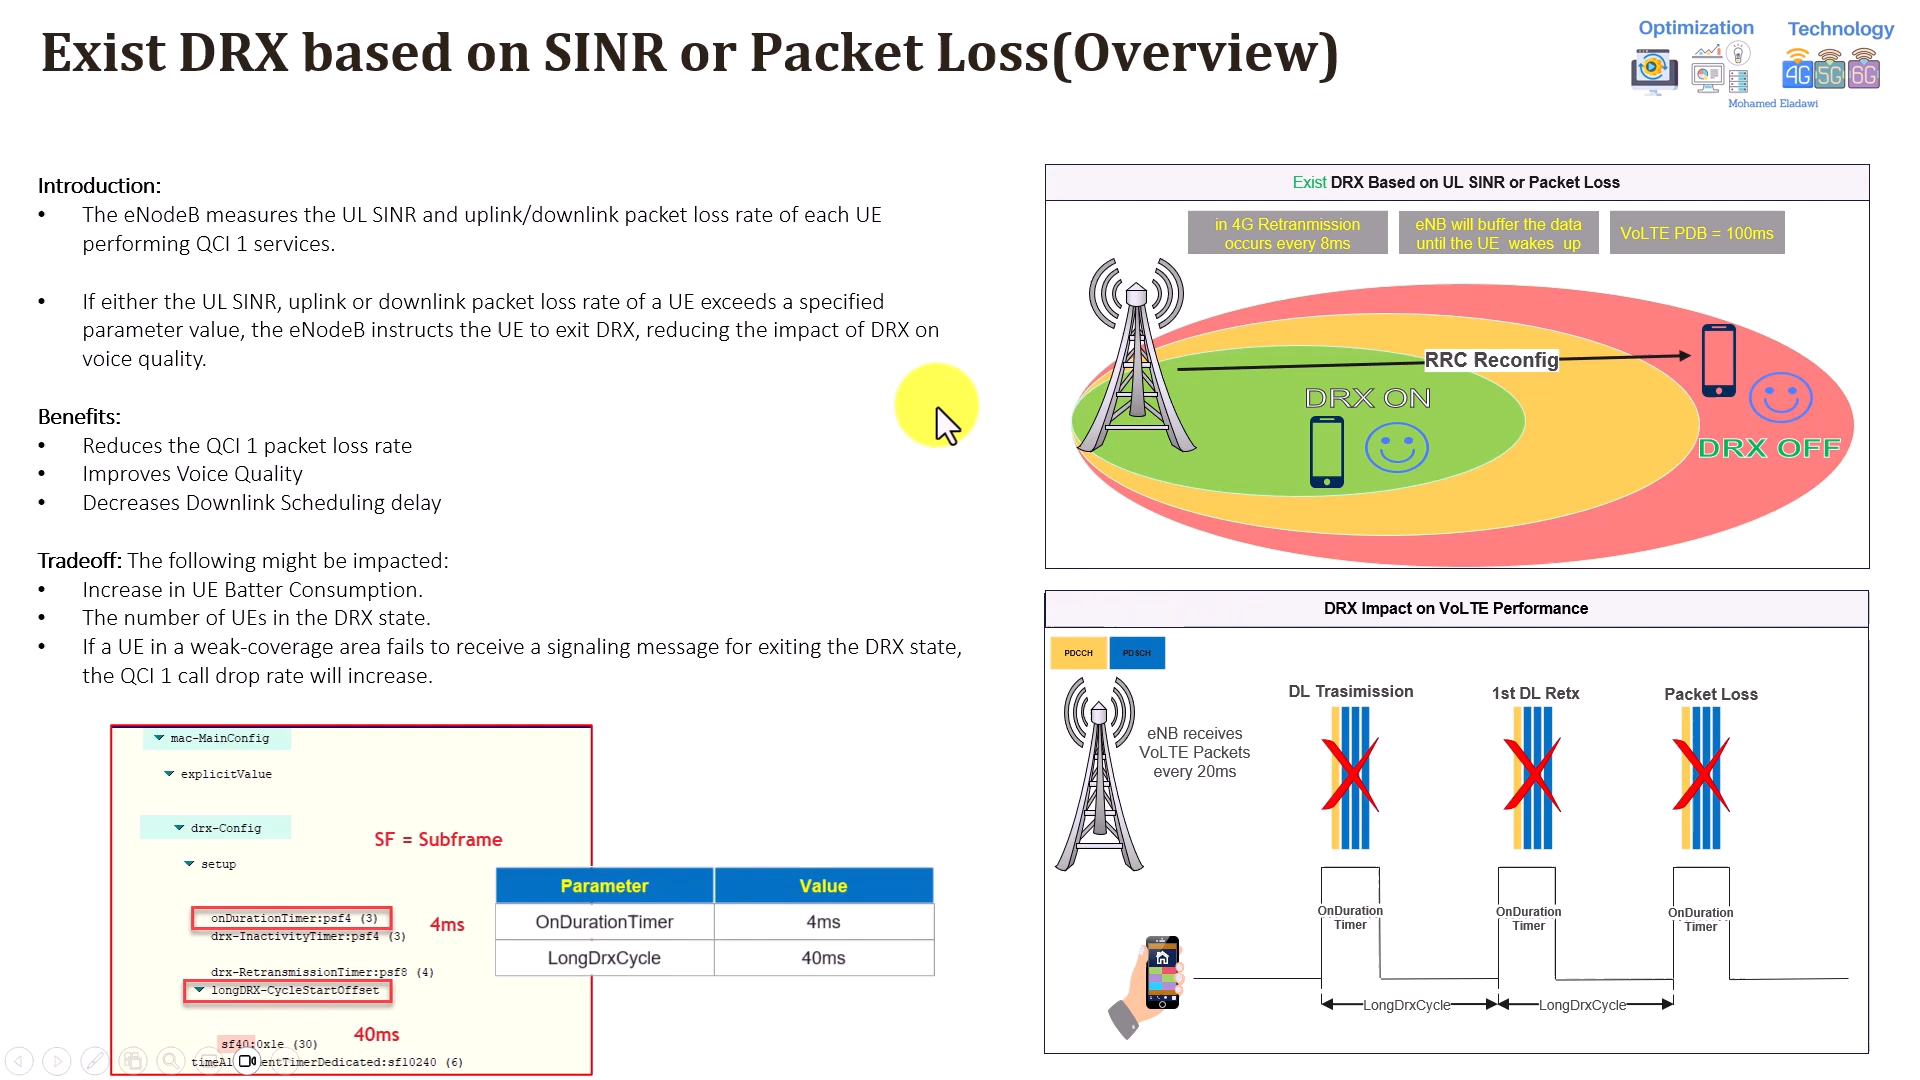 Exist DRX based on SINR or Packet Loss(Overview)
Optimization
Technology
4G 5G 6G
Mohamed Eladawi
Introduction:
• The eNodeB measures the UL SINR and uplink/downlink packet loss rate of each UE
performing QCI 1 services.
• If either the UL SINR, uplink or downlink packet loss rate of a UE exceeds a specified
parameter value, the eNodeB instructs the UE to exit DRX, reducing the impact of DRX on
voice quality.
Benefits:
• Reduces the QCI 1 packet loss rate
• Improves Voice Quality
• Decreases Downlink Scheduling delay
Tradeoff: The following might be impacted:
• Increase in UE Batter Consumption.
• The number of UEs in the DRX state.
• If a UE in a weak-coverage area fails to receive a signaling message for exiting the DRX state,
the QCI 1 call drop rate will increase.
mac-MainConfig
explicitValue
drx-Config
SF = Subframe
setup
onDurationTimer:psf4 (3)
4ms
drx-InactivityTimer:psf4 (3)
drx-RetransmissionTimer:psf8 (4)
longDRX-CycleStartOffset
40ms
sf40:0x1e (30)
timeAl entTimerDedicated:sf10240 (6)
Parameter Value
OnDurationTimer 4ms
LongDrxCycle 40ms
Exist DRX Based on UL SINR or Packet Loss
in 4G Retranmission
occurs every 8ms
eNB will buffer the data
until the UE wakes up
VoLTE PDB = 100ms
RRC Reconfig
DRX ON
DRX OFF
DRX Impact on VoLTE Performance
PDCCH
PDSCH
DL Trasimission
1st DL Retx
Packet Loss
eNB receives
VoLTE Packets
every 20ms
OnDuration
Timer
OnDuration
Timer
OnDuration
Timer
LongDrxCycle
LongDrxCycle